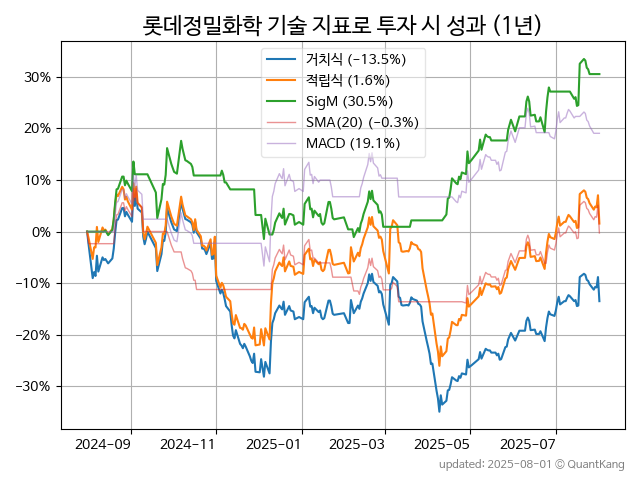 롯데정밀화학 기술 지표로 투자 시 성과 (1년)
거치식 (−13.5%)
적립식 (1.6%)
SigM (30.5%)
SMA(20) (−0.3%)
MACD (19.1%)
30%
20%
10%
0%
−10%
−20%
−30%
2024-09 2024-11 2025-01 2025-03 2025-05 2025-07
updated: 2025-08-01 © QuantKang